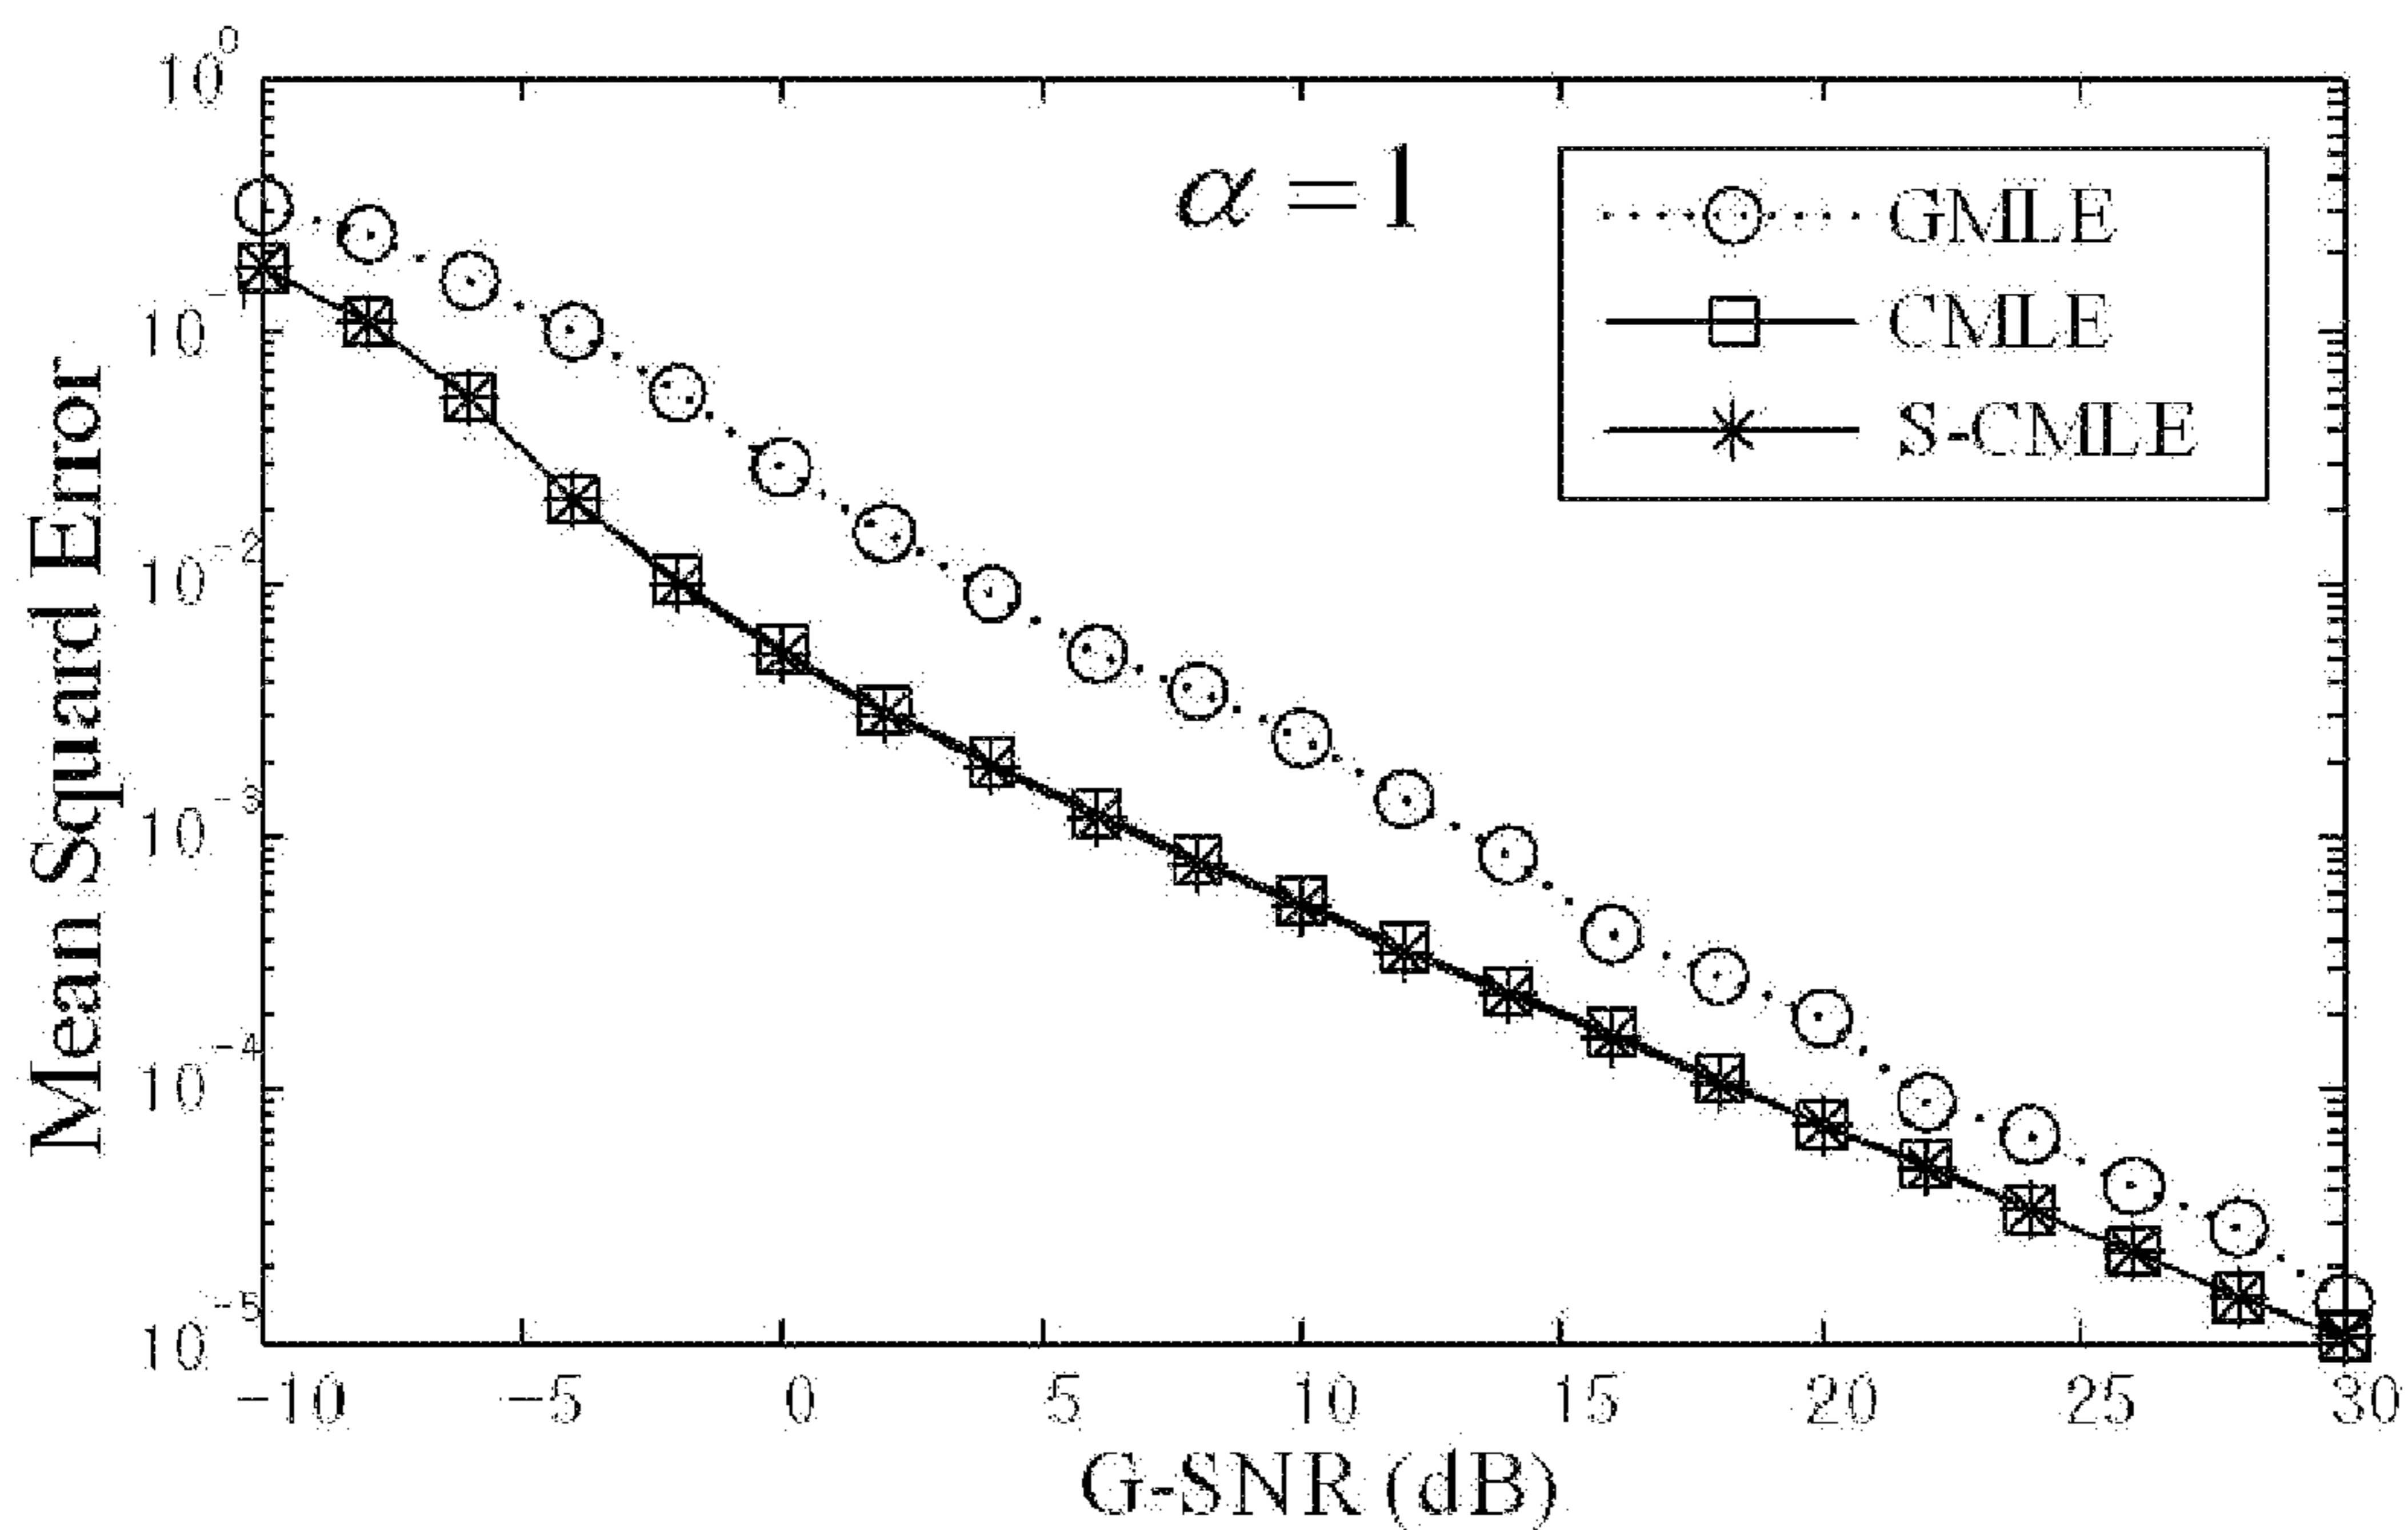 α = 1
GMLE
CMLE
S-CMLE
Mean Squard Error
10^0
10^-1
10^-2
10^-3
10^-4
10^-5
-10 -5 0 5 10 15 20 25 30
G-SNR (dB)